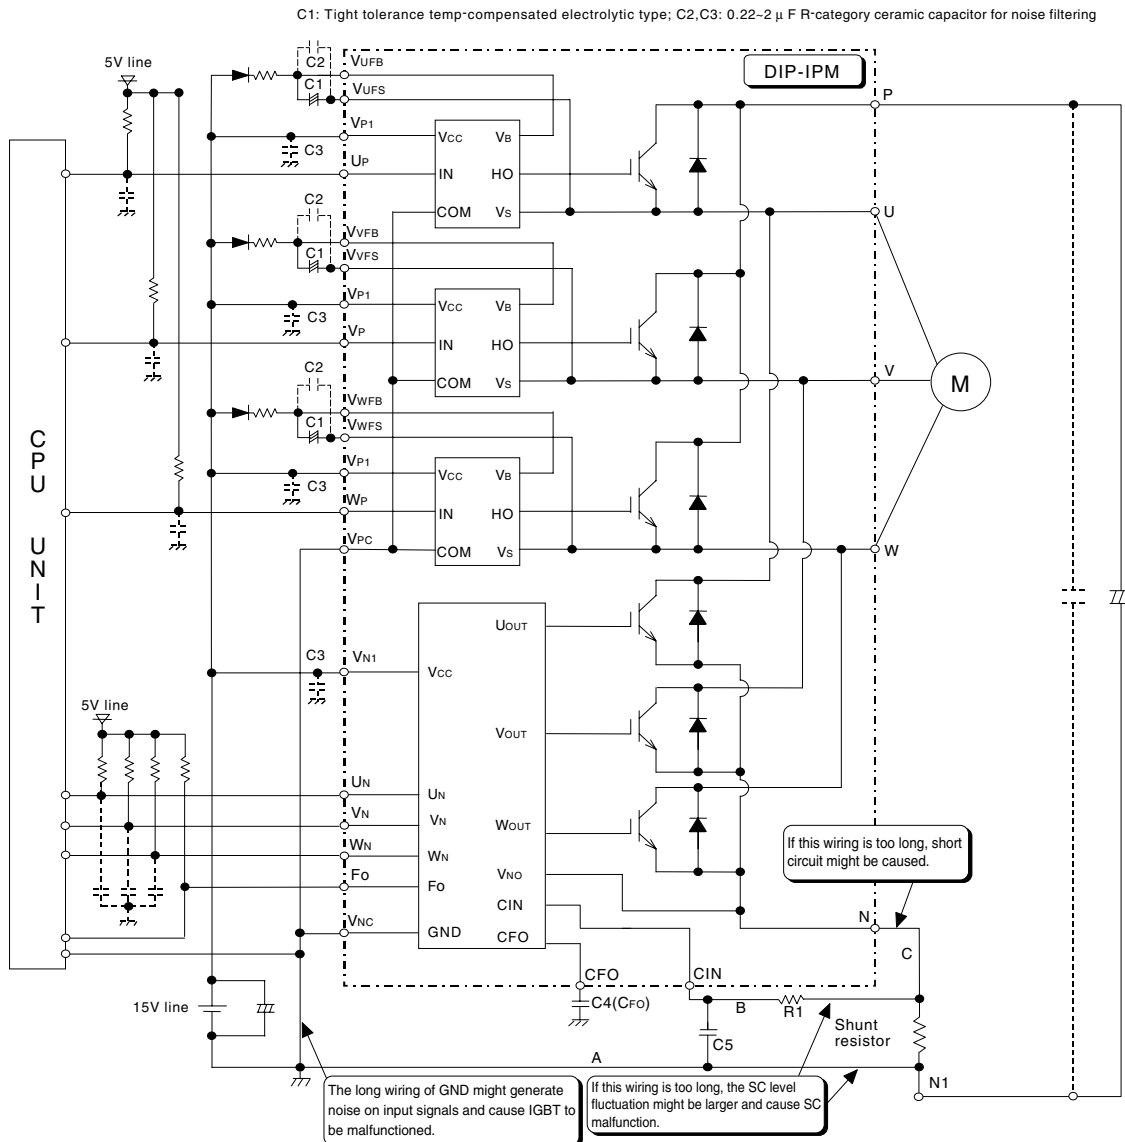 C1: Tight tolerance temp-compensated electrolytic type; C2,C3: 0.22~2 μ F R-category ceramic capacitor for noise filtering
5V line
C2
VUFB
DIP-IPM
C1
VUFS
P
VP1
C3
VCC
VB
UP
IN
HO
COM
VS
U
C2
VVFB
C1
VVFS
VP1
C3
VCC
VB
VP
IN
HO
COM
VS
V
M
C2
VWFB
C1
VWFS
VP1
C3
VCC
VB
WP
IN
HO
VPC
COM
VS
W
CPU UNIT
UOUT
C3
VN1
VCC
5V line
VOUT
UN
UN
VN
VN
WN
WN
WOUT
If this wiring is too long, short
circuit might be caused.
FO
Fo
VNO
CIN
N
VNC
GND
CFO
C
CFO
CIN
15V line
C4(CFO)
B
R1
C5
Shunt
resistor
A
N1
The long wiring of GND might generate
noise on input signals and cause IGBT to
be malfunctioned.
If this wiring is too long, the SC level
fluctuation might be larger and cause SC
malfunction.